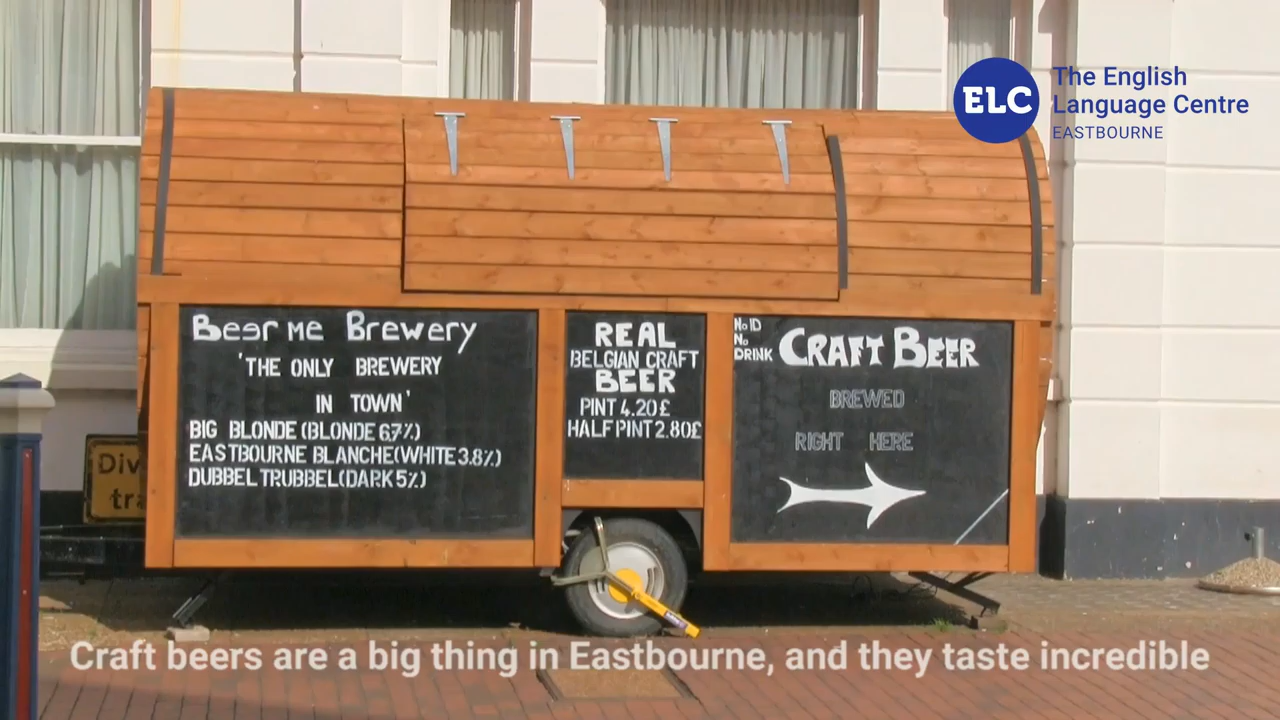 ELC
The English
Language Centre
EASTBOURNE
Beer me Brewery
'THE ONLY BREWERY
IN TOWN'
BIG BLONDE (BLONDE 6,7%)
EASTBOURNE BLANCHE (WHITE 3.8%)
DUBBEL TRUBBEL (DARK 5%)
REAL
BELGIAN CRAFT
BEER
PINT 4.20£
HALF PINT 2.80£
No ID
No
DRINK
CRAFT BEER
BREWED
RIGHT HERE
Craft beers are a big thing in Eastbourne, and they taste incredible